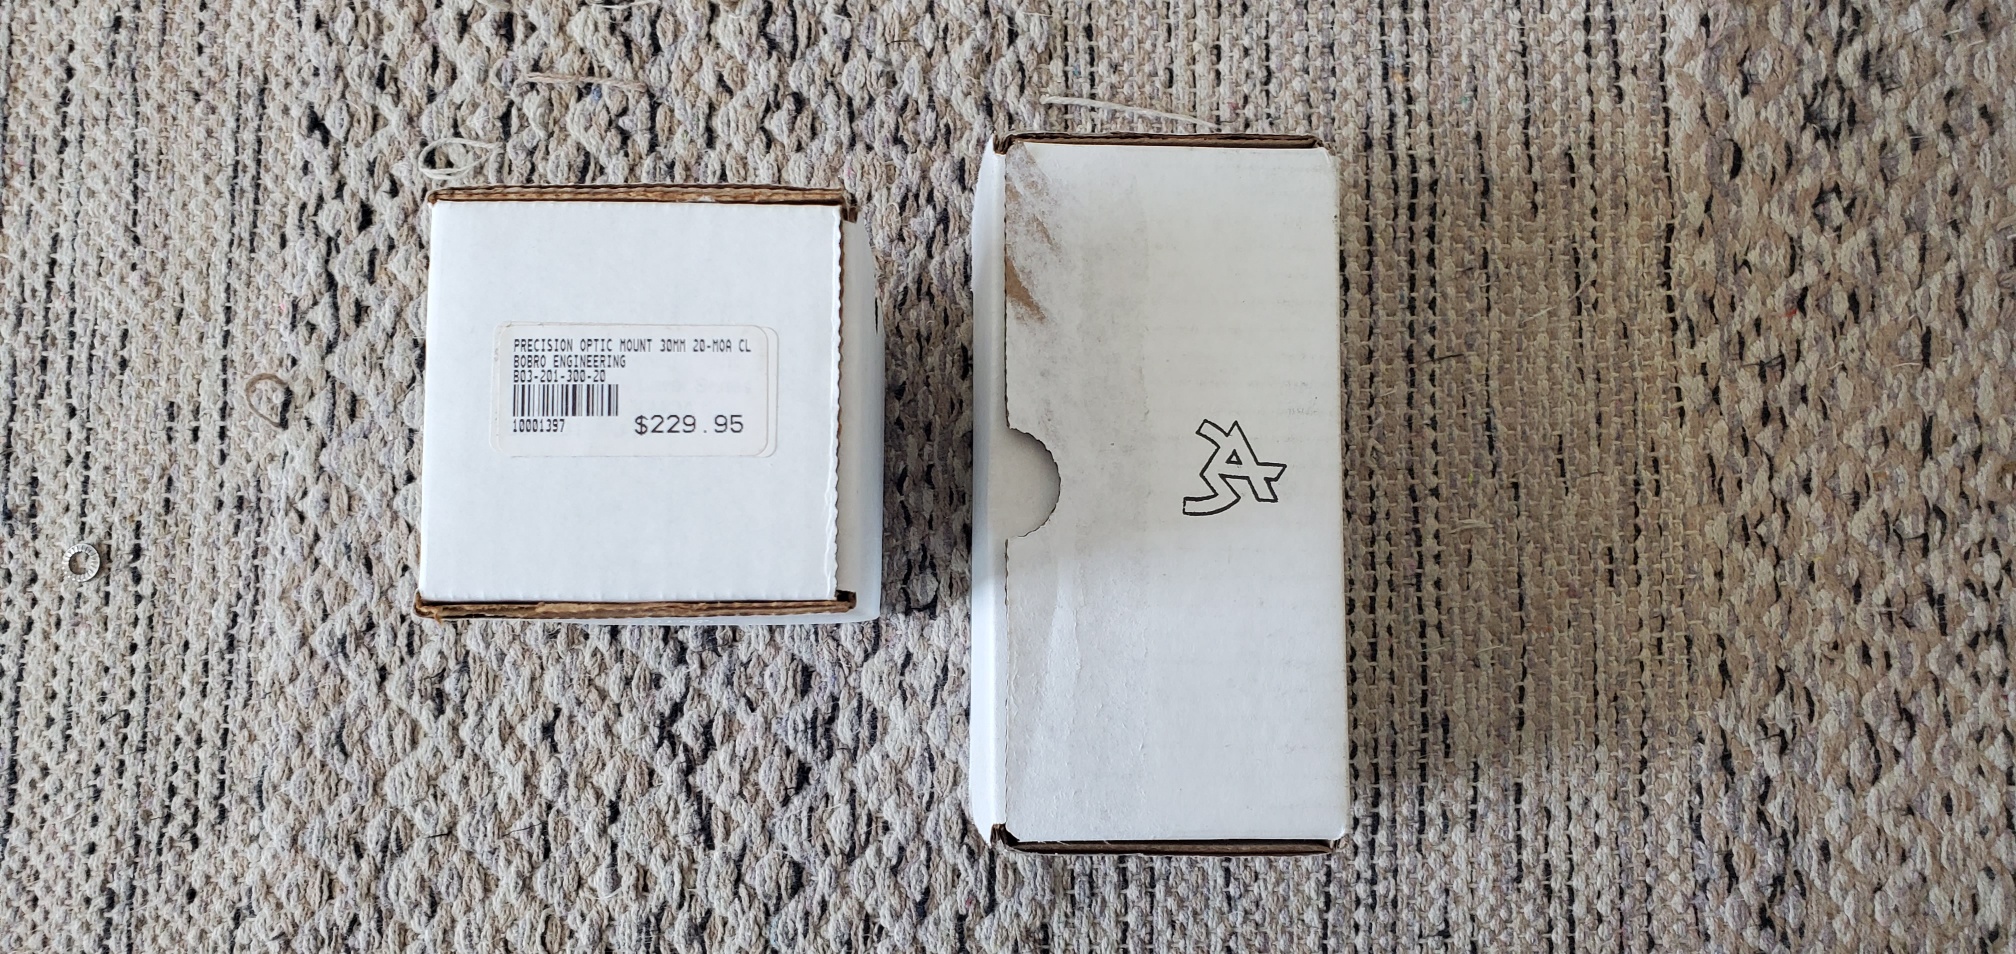 PRECISION OPTIC MOUNT 30MM 20-MOA CL
BOBRO ENGINEERING
B03-201-300-20
10001397
$229.95